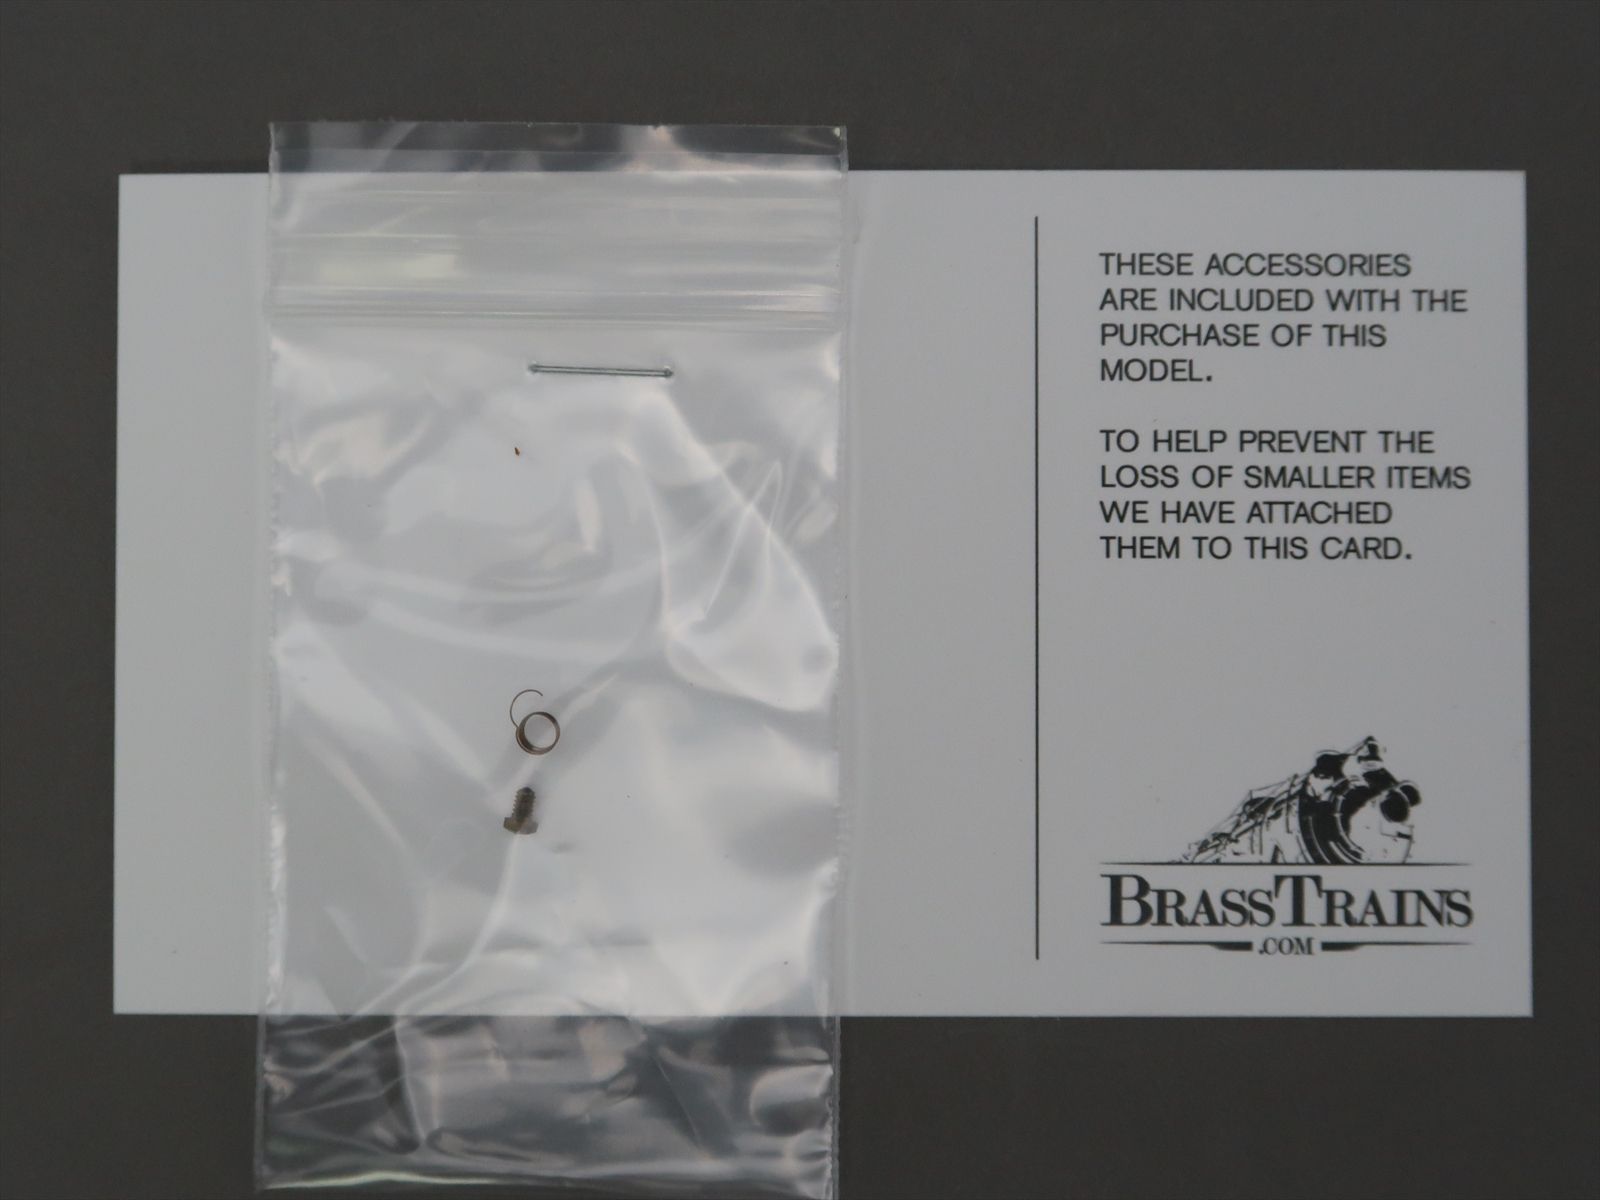 THESE ACCESSORIES
ARE INCLUDED WITH THE
PURCHASE OF THIS
MODEL.
TO HELP PREVENT THE
LOSS OF SMALLER ITEMS
WE HAVE ATTACHED
THEM TO THIS CARD.
BRASSTRAINS
.COM